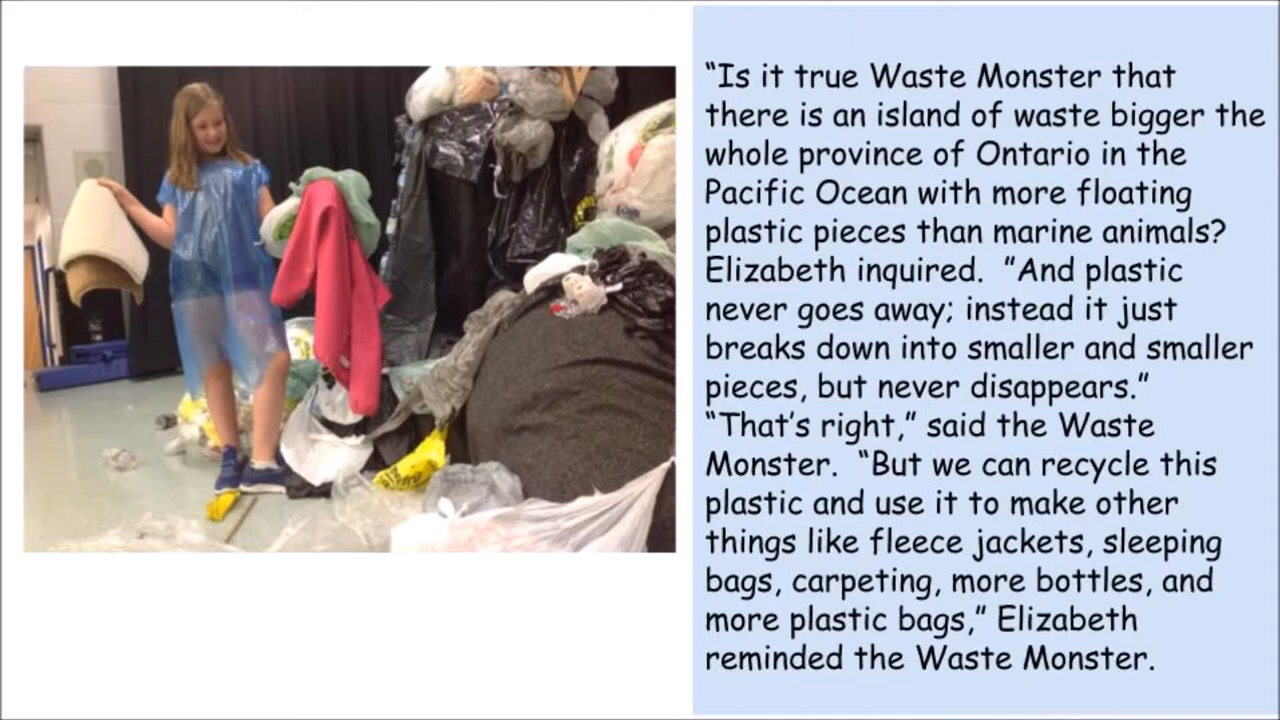 “Is it true Waste Monster that
there is an island of waste bigger the
whole province of Ontario in the
Pacific Ocean with more floating
plastic pieces than marine animals?
Elizabeth inquired.  ”And plastic
never goes away; instead it just
breaks down into smaller and smaller
pieces, but never disappears.”
“That’s right,” said the Waste
Monster.  “But we can recycle this
plastic and use it to make other
things like fleece jackets, sleeping
bags, carpeting, more bottles, and
more plastic bags,” Elizabeth
reminded the Waste Monster.